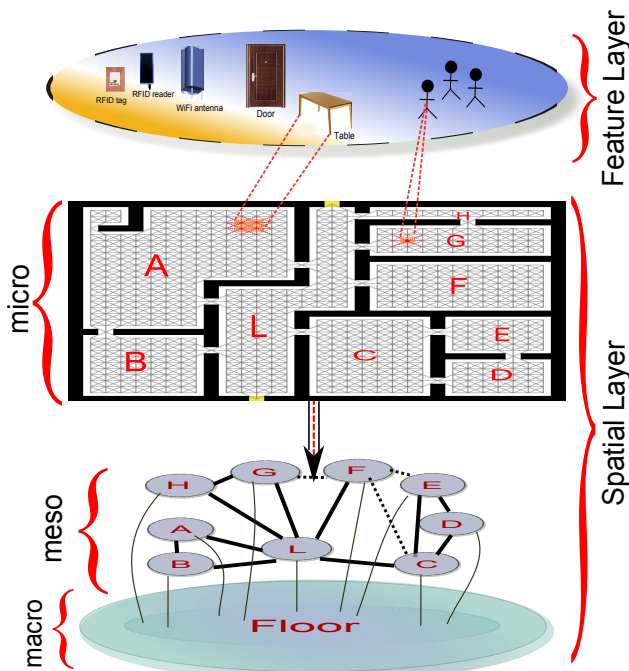 RFID tag
RFID reader
WiFi antenna
Door
Table
Feature Layer
micro
A
B
L
C
H
G
F
E
D
Spatial Layer
meso
H
G
F
E
A
D
B
L
C
macro
Floor